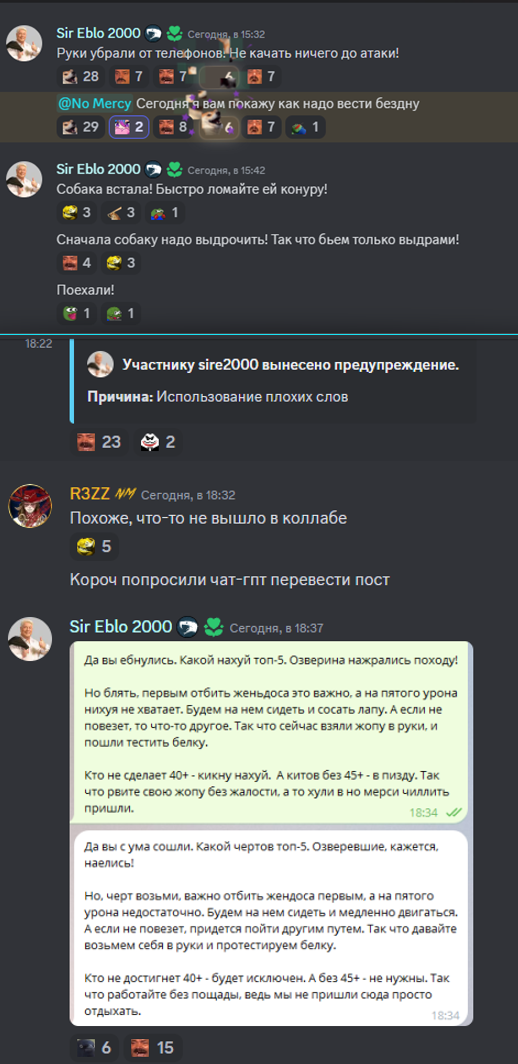 Sir Eblo 2000 Сегодня, в 15:32
Руки убрали от телефонов! Не качать ничего до атаки!
28 7 7 6 7
@No Mercy Сегодня я вам покажу как надо вести бездну
29 2 8 6 7 1
Sir Eblo 2000 Сегодня, в 15:42
Собака встала! Быстро ломайте ей конуру!
3 3 1
Сначала собаку надо выдрочить! Так что бьем только выдрами!
4 3
Поехали!
1 1
18:22
Участнику sire2000 вынесено предупреждение.
Причина: Использование плохих слов
23 2
R3ZZ NM Сегодня, в 18:32
Похоже, что-то не вышло в коллабе
5
Короч попросили чат-гпт перевести пост
Sir Eblo 2000 Сегодня, в 18:37
Да вы ебнулись. Какой нахуй топ-5. Озверина нажрались походу!
Но блять, первым отбить женьдоса это важно, а на пятого урона
нихуя не хватает. Будем на нем сидеть и сосать лапу. А если не
повезет, то что-то другое. Так что сейчас взяли жопу в руки, и
пошли тестить белку.
Кто не сделает 40+ - кикну нахуй. А китов без 45+ - в пизду. Так
что рвите свою жопу без жалости, а то хули в но мерси чиллить
пришли.
18:34
Да вы с ума сошли. Какой чертов топ-5. Озверевшие, кажется,
наелись!
Но, черт возьми, важно отбить жендоса первым, а на пятого
урона недостаточно. Будем на нем сидеть и медленно двигаться.
А если не повезет, придется пойти другим путем. Так что давайте
возьмем себя в руки и протестируем белку.
Кто не достигнет 40+ - будет исключен. А без 45+ - не нужны. Так
что работайте без пощады, ведь мы не пришли сюда просто
отдыхать.
18:34
6 15